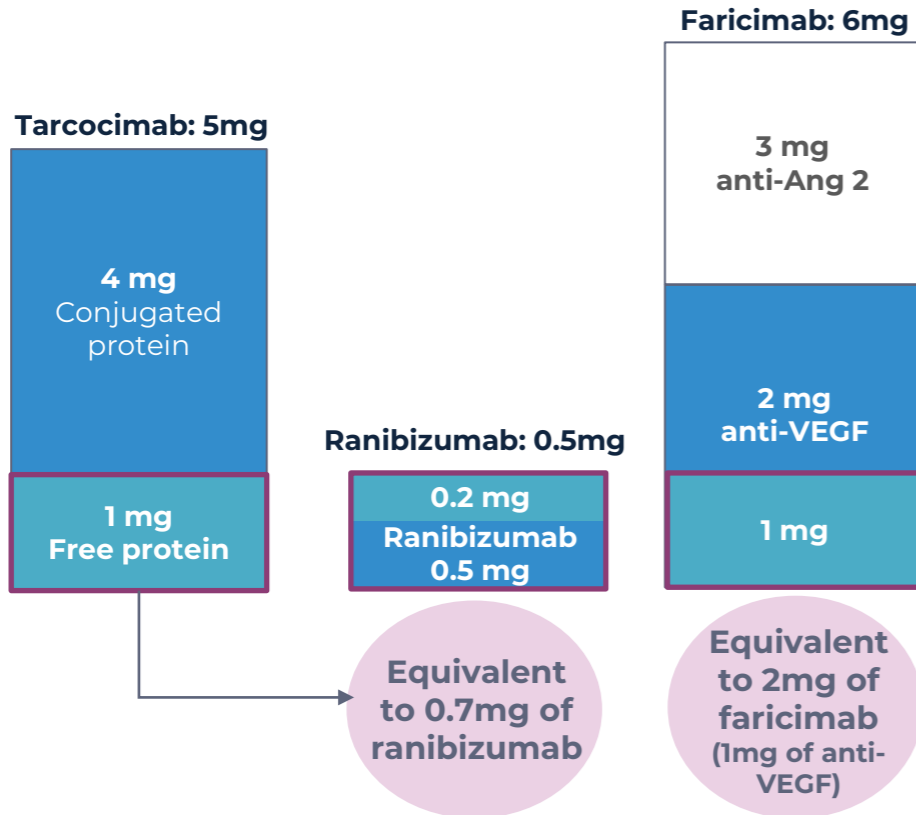 Tarcocimab: 5mg
4 mg
Conjugated
protein
1 mg
Free protein
Ranibizumab: 0.5mg
0.2 mg
Ranibizumab
0.5 mg
Equivalent
to 0.7mg of
ranibizumab
Faricimab: 6mg
3 mg
anti-Ang 2
2 mg
anti-VEGF
1 mg
Equivalent
to 2mg of
faricimab
(1mg of anti-
VEGF)